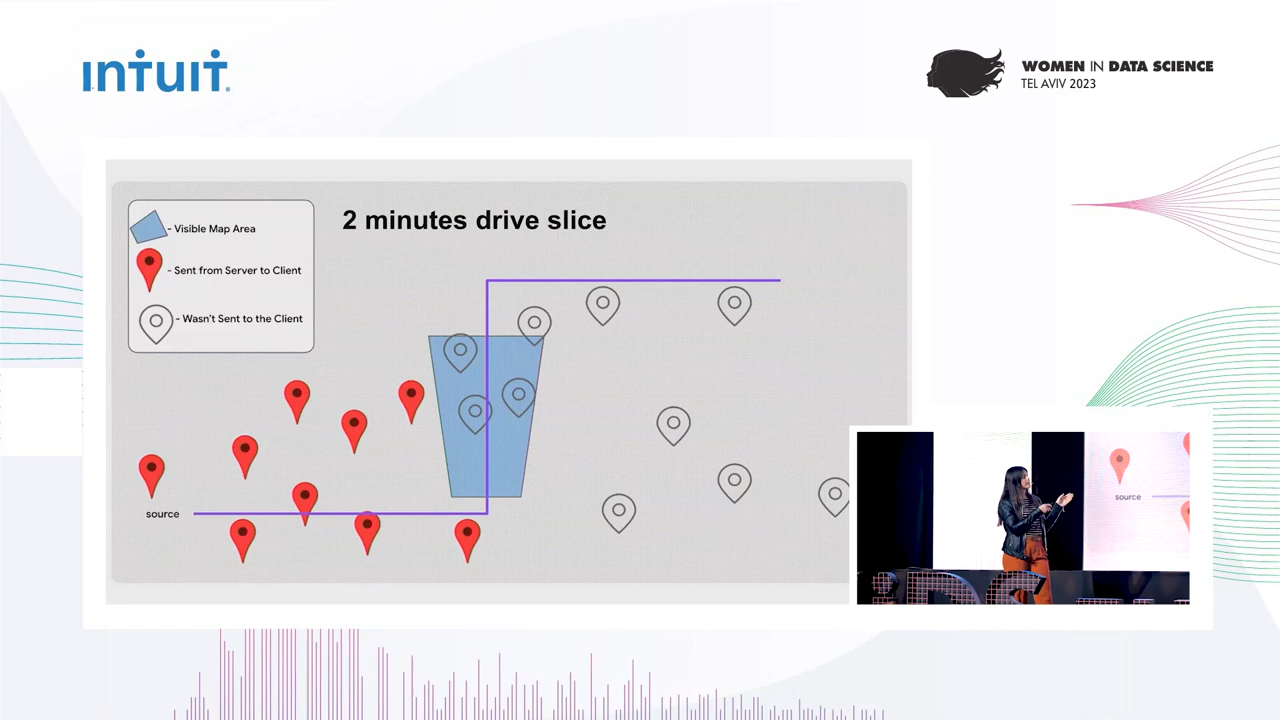 INTUIT
WOMEN IN DATA SCIENCE
TEL AVIV 2023
2 minutes drive slice
- Visible Map Area
- Sent from Server to Client
- Wasn't Sent to the Client
source
source